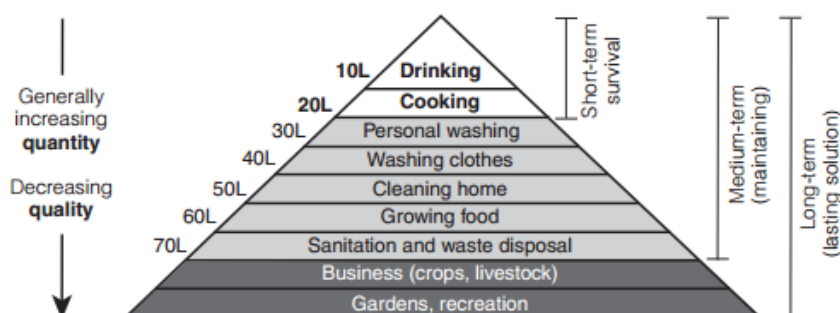 Generally
increasing
quantity
Decreasing
quality
10L
Drinking
20L
Cooking
30L
Personal washing
40L
Washing clothes
50L
Cleaning home
60L
Growing food
70L
Sanitation and waste disposal
Business (crops, livestock)
Gardens, recreation
Short-term
survival
Medium-term
(maintaining)
Long-term
(lasting solution)